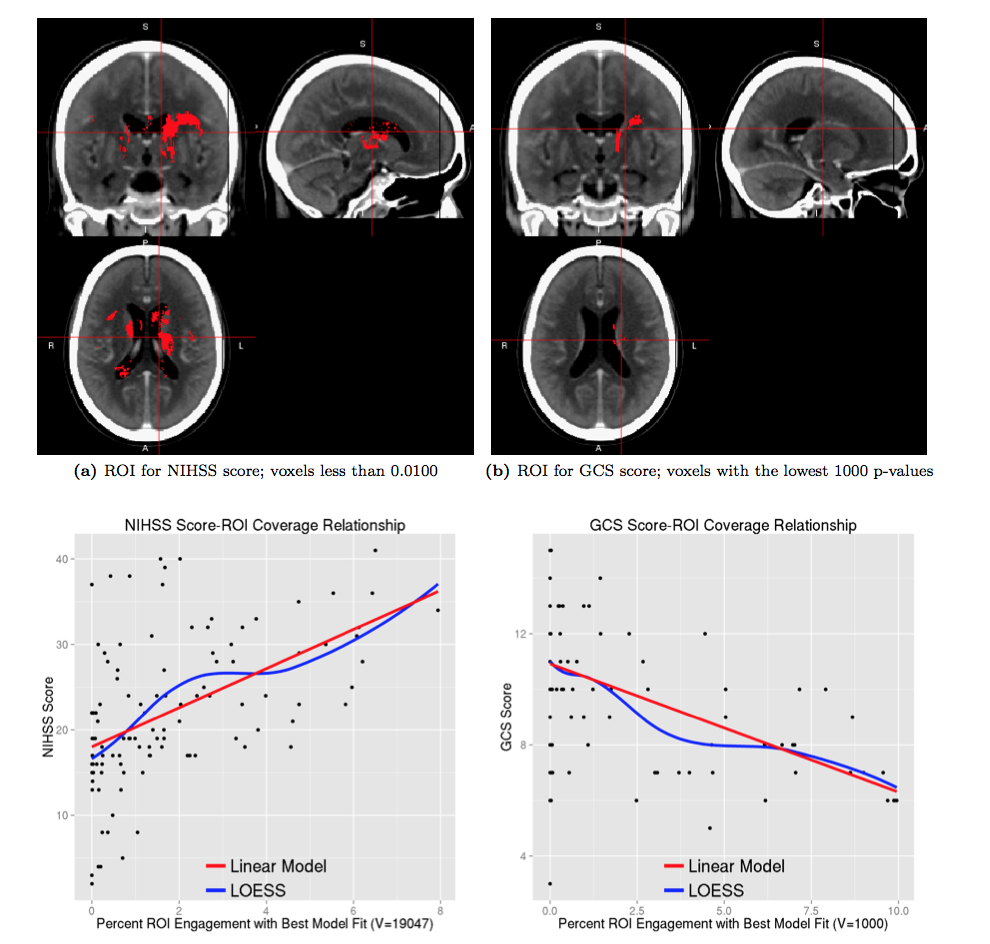 S
S
A
I
P
R
L
A
S
S
A
I
P
R
L
A
(a) ROI for NIHSS score; voxels less than 0.0100
(b) ROI for GCS score; voxels with the lowest 1000 p-values
NIHSS Score-ROI Coverage Relationship
40
30
20
10
NIHSS Score
Linear Model
LOESS
0 2 4 6 8
Percent ROI Engagement with Best Model Fit (V=19047)
GCS Score-ROI Coverage Relationship
12
8
4
GCS Score
Linear Model
LOESS
0.0 2.5 5.0 7.5 10.0
Percent ROI Engagement with Best Model Fit (V=1000)